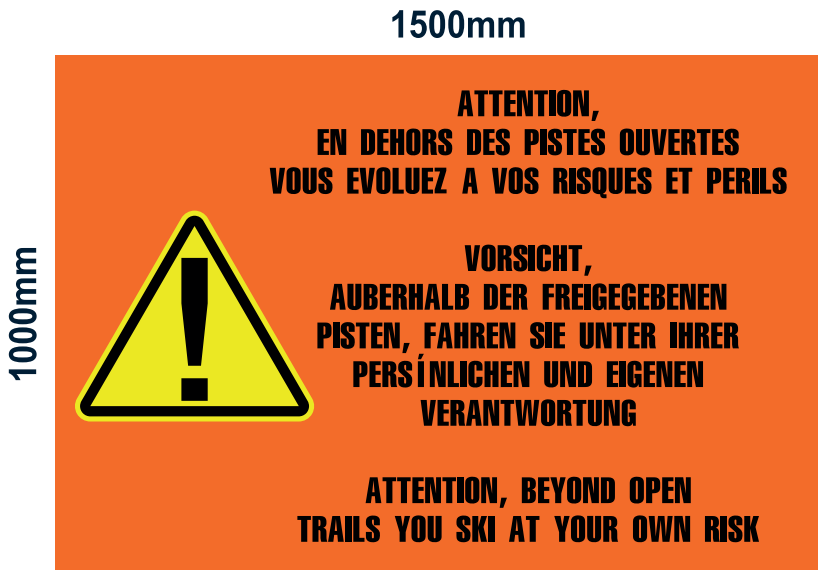 1500mm
1000mm
ATTENTION,
EN DEHORS DES PISTES OUVERTES
VOUS EVOLUEZ A VOS RISQUES ET PERILS
!
VORSICHT,
AUBERHALB DER FREIGEGEBENEN
PISTEN, FAHREN SIE UNTER IHRER
PERSÍNLICHEN UND EIGENEN
VERANTWORTUNG
ATTENTION, BEYOND OPEN
TRAILS YOU SKI AT YOUR OWN RISK